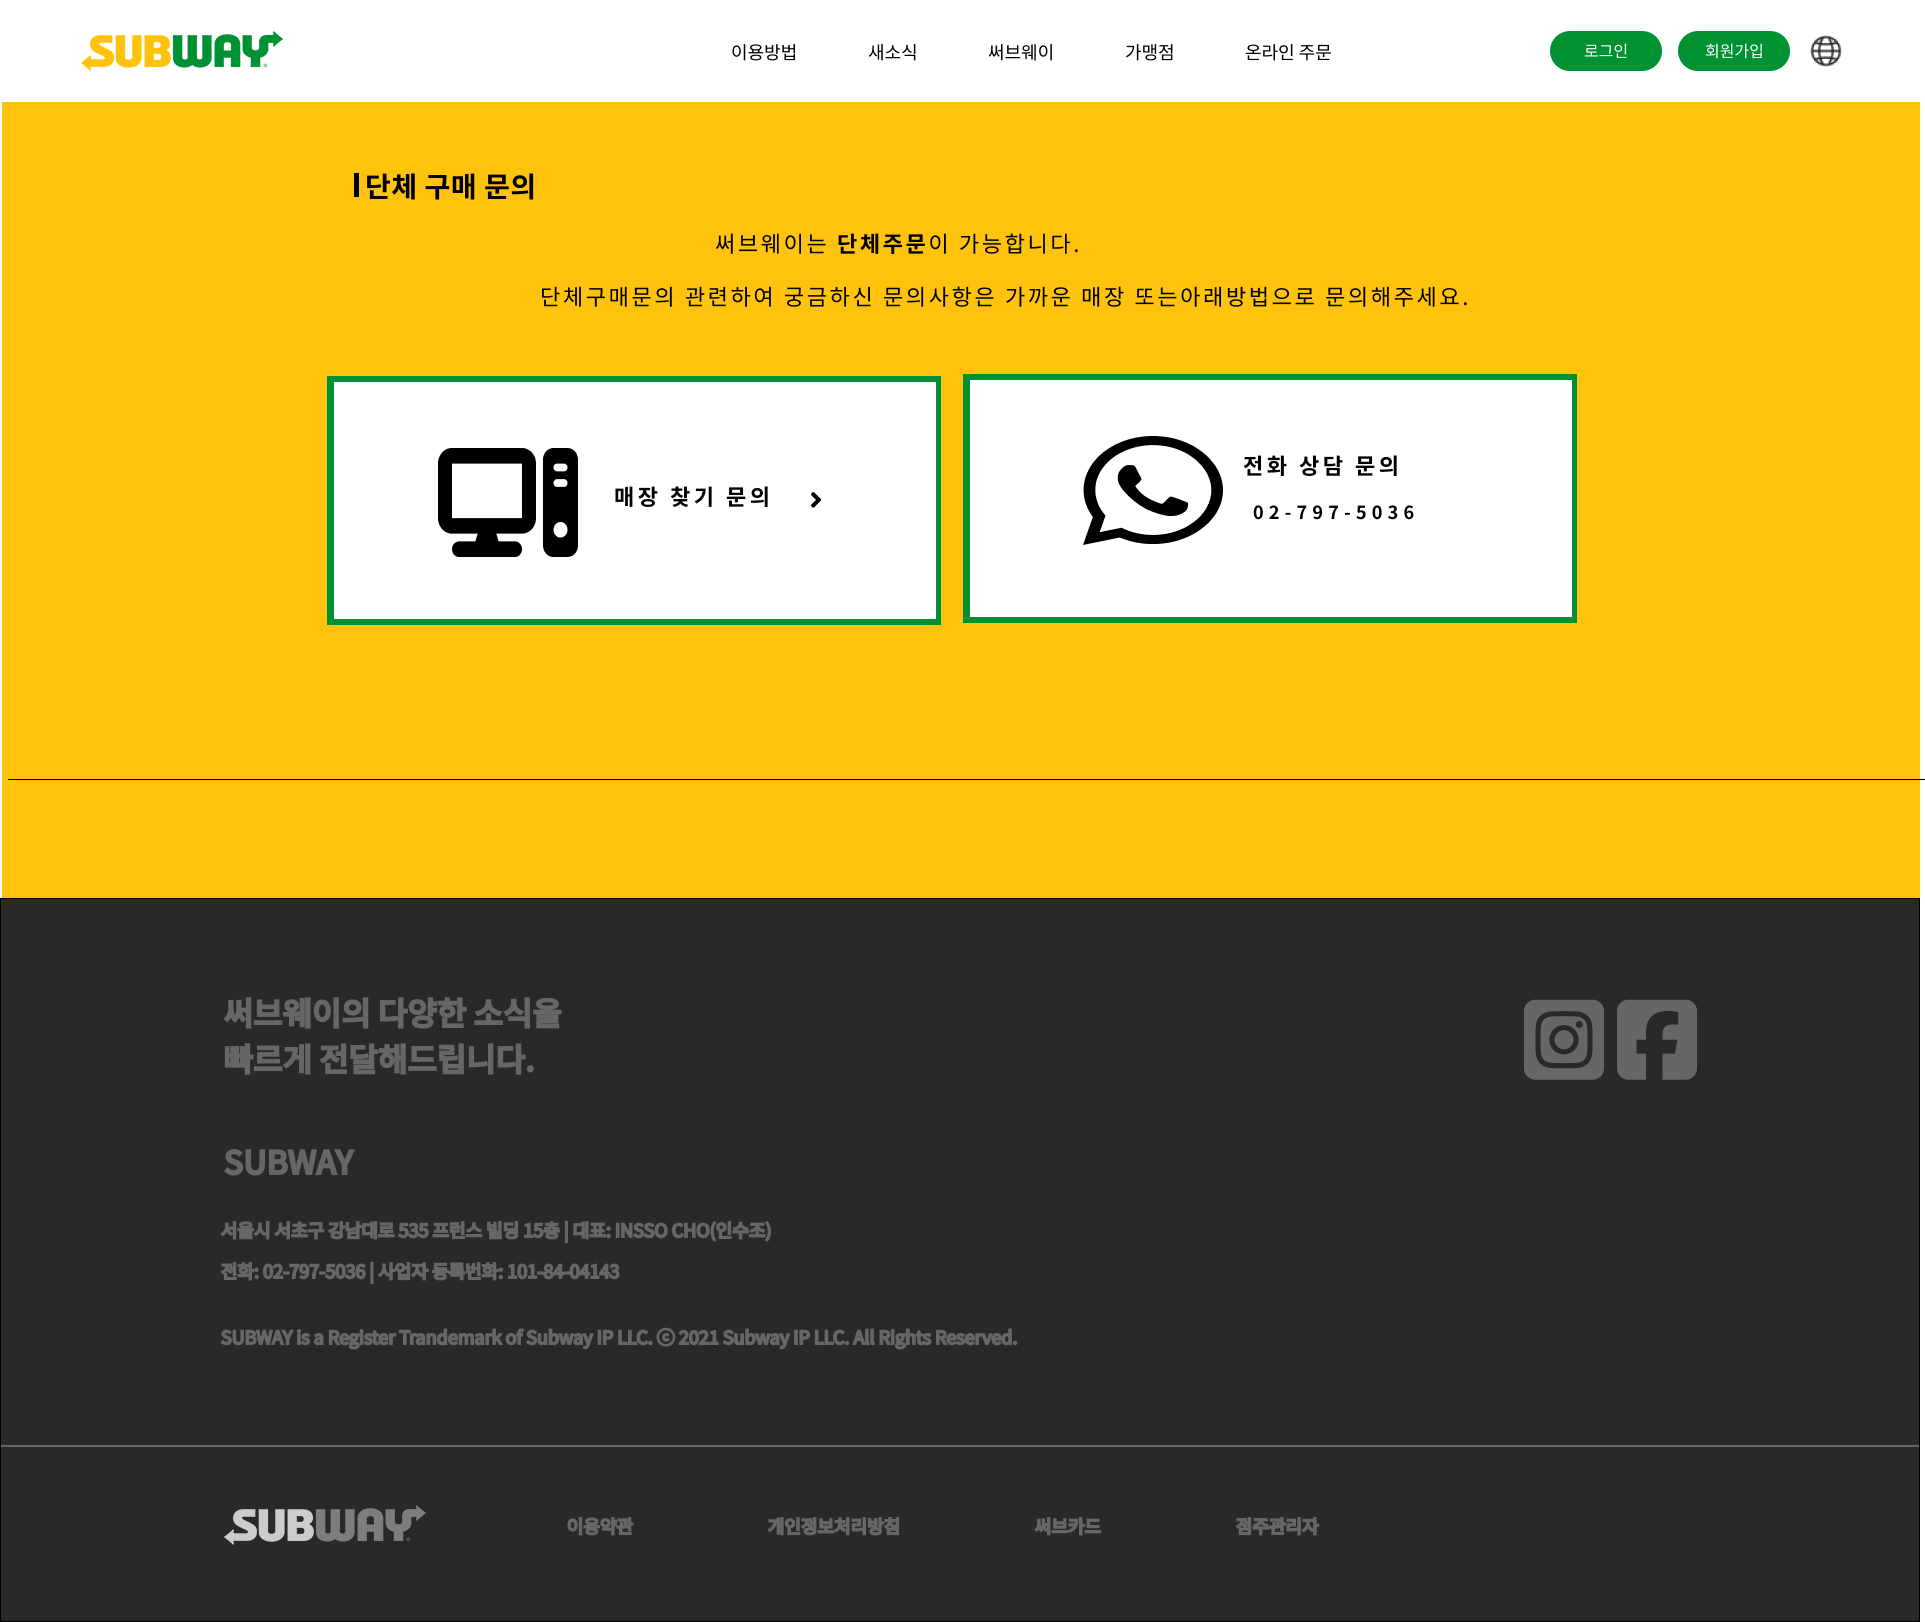 SUBWAY
이용방법 새소식 써브웨이 가맹점 온라인 주문
로그인 회원가입
단체 구매 문의
써브웨이는 단체주문이 가능합니다.
단체구매문의 관련하여 궁금하신 문의사항은 가까운 매장 또는아래방법으로 문의해주세요.
매장 찾기 문의
전화 상담 문의
02-797-5036
써브웨이의 다양한 소식을
빠르게 전달해드립니다.
SUBWAY
서울시 서초구 강남대로 535 프런스 빌딩 15층 | 대표: INSSO CHO(인수조)
전화: 02-797-5036 | 사업자 등록번화: 101-84-04143
SUBWAY is a Register Trandemark of Subway IP LLC. ⓒ 2021 Subway IP LLC. All Rights Reserved.
SUBWAY 이용약관 개인정보처리방침 써브카드 점주관리자